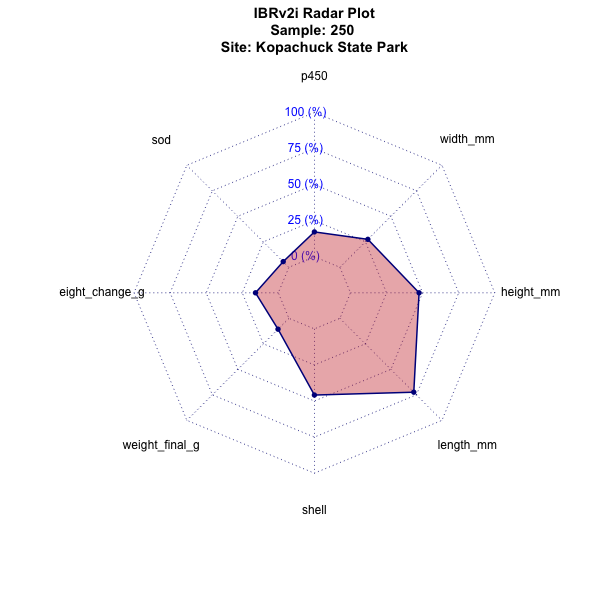 IBRv2i Radar Plot
Sample: 250
Site: Kopachuck State Park
p450
100 (%)
sod
width_mm
75 (%)
50 (%)
25 (%)
0 (%)
eight_change_g
height_mm
weight_final_g
length_mm
shell